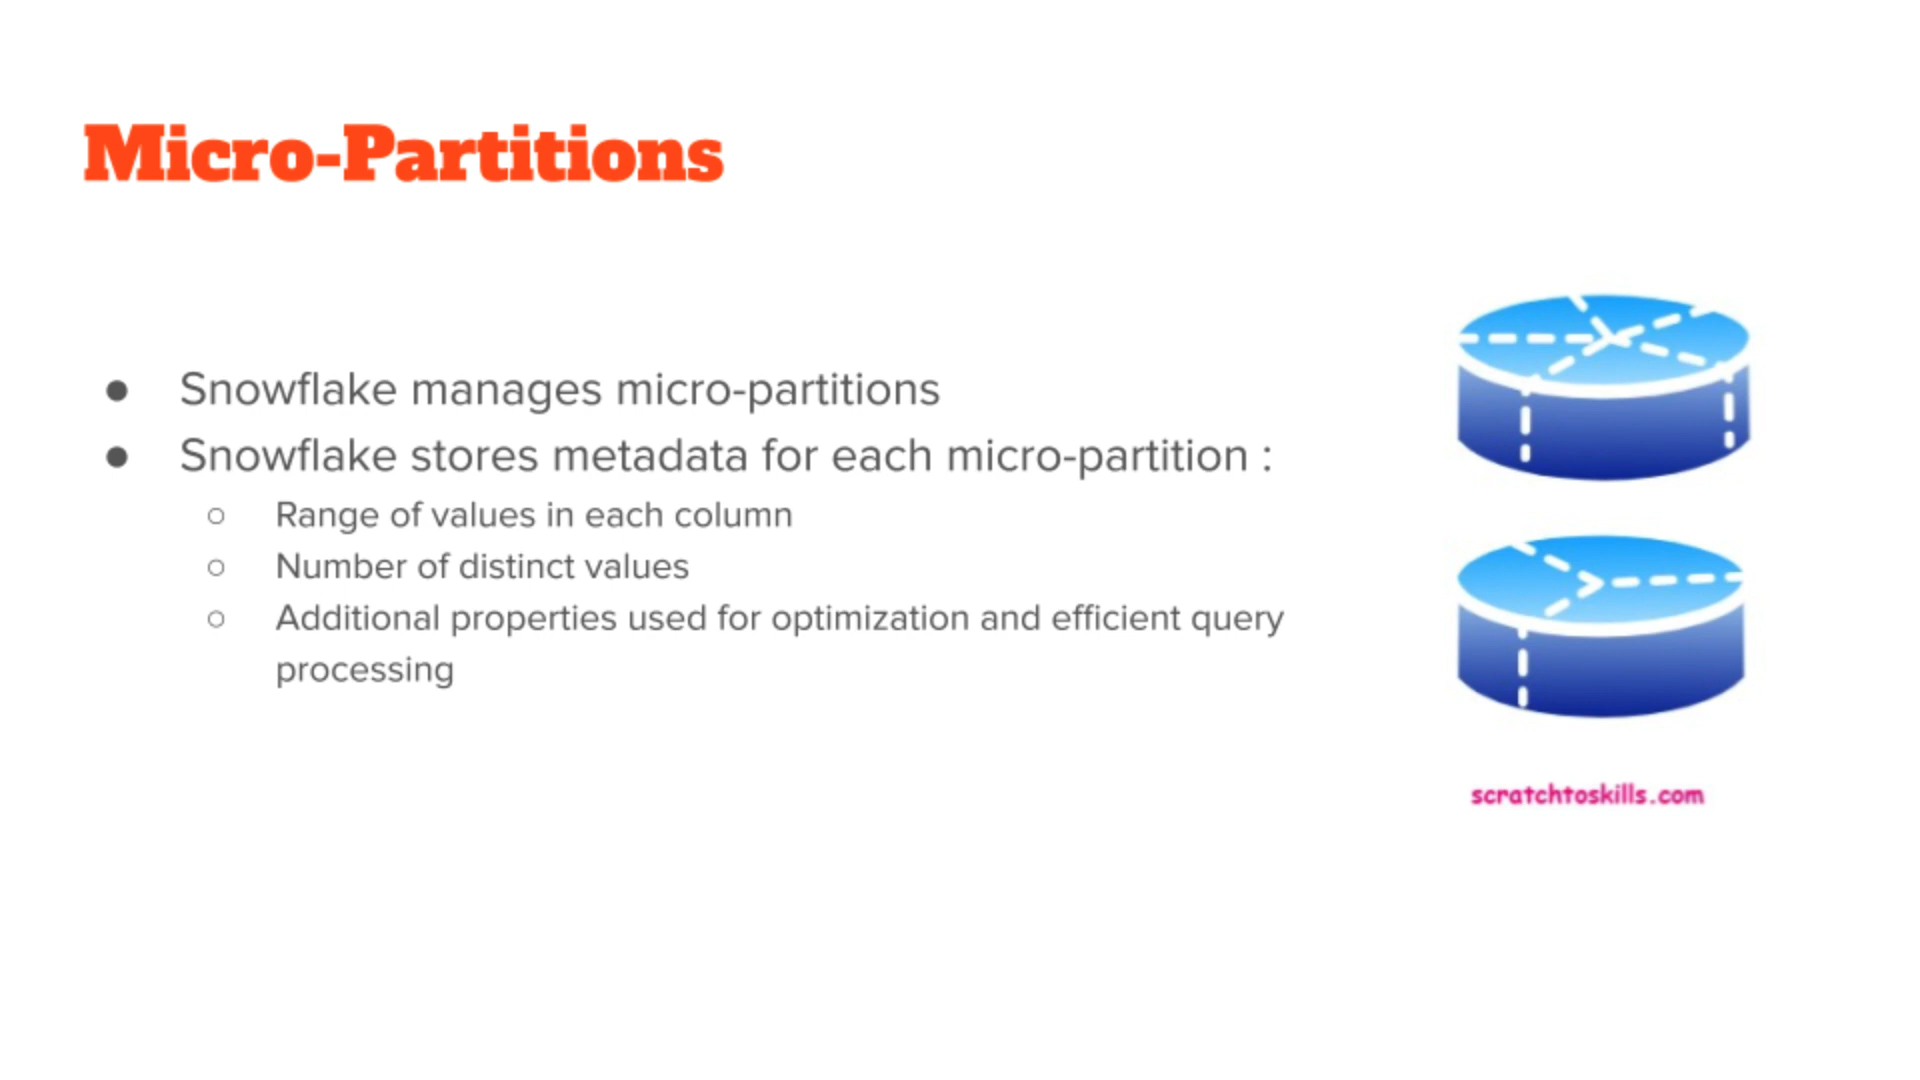 Micro-Partitions
● Snowflake manages micro-partitions
● Snowflake stores metadata for each micro-partition :
○ Range of values in each column
○ Number of distinct values
○ Additional properties used for optimization and efficient query
processing
scratchtoskills.com